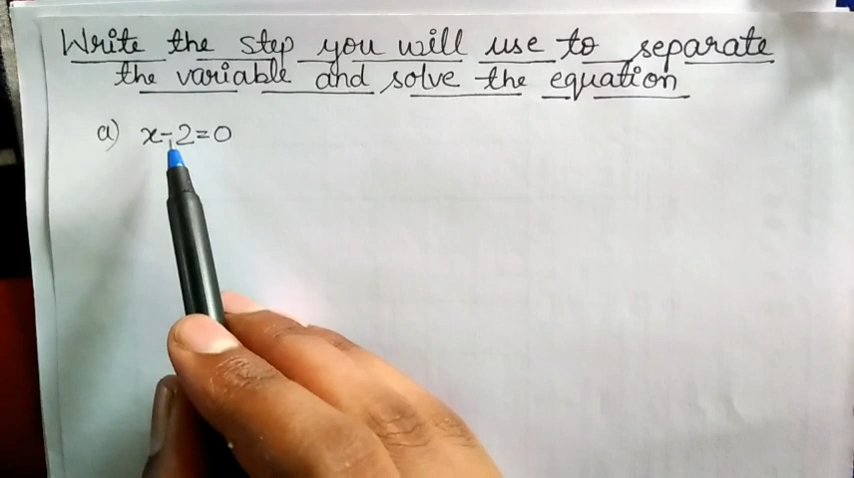 Write the step you will use to separate
the variable and solve the equation
a) x-2=0